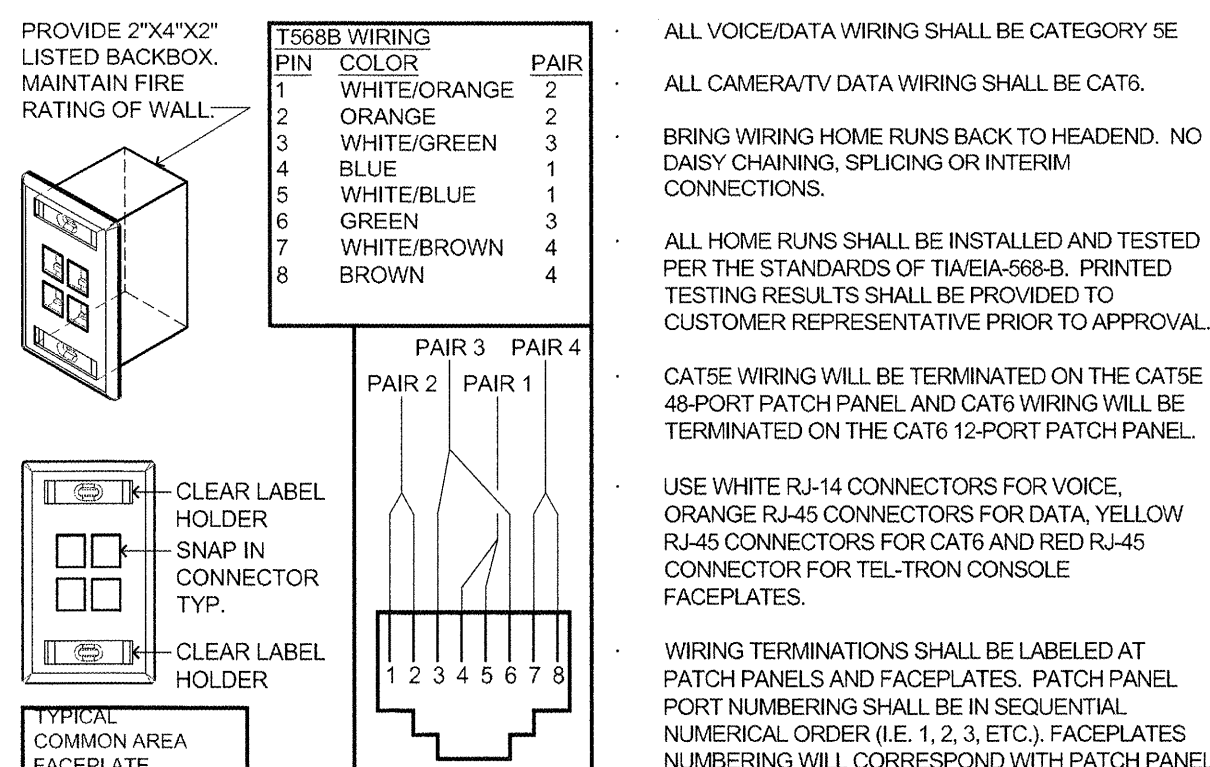 PROVIDE 2"X4"X2"
LISTED BACKBOX.
MAINTAIN FIRE
RATING OF WALL.
T568B WIRING
PIN COLOR PAIR
1 WHITE/ORANGE 2
2 ORANGE 2
3 WHITE/GREEN 3
4 BLUE 1
5 WHITE/BLUE 1
6 GREEN 3
7 WHITE/BROWN 4
8 BROWN 4
PAIR 3 PAIR 4
PAIR 2 PAIR 1
1 2 3 4 5 6 7 8
CLEAR LABEL
HOLDER
SNAP IN
CONNECTOR
TYP.
CLEAR LABEL
HOLDER
TYPICAL
COMMON AREA
FACEPLATE
· ALL VOICE/DATA WIRING SHALL BE CATEGORY 5E
· ALL CAMERA/TV DATA WIRING SHALL BE CAT6.
· BRING WIRING HOME RUNS BACK TO HEADEND. NO
DAISY CHAINING, SPLICING OR INTERIM
CONNECTIONS.
· ALL HOME RUNS SHALL BE INSTALLED AND TESTED
PER THE STANDARDS OF TIA/EIA-568-B. PRINTED
TESTING RESULTS SHALL BE PROVIDED TO
CUSTOMER REPRESENTATIVE PRIOR TO APPROVAL.
· CAT5E WIRING WILL BE TERMINATED ON THE CAT5E
48-PORT PATCH PANEL AND CAT6 WIRING WILL BE
TERMINATED ON THE CAT6 12-PORT PATCH PANEL.
· USE WHITE RJ-14 CONNECTORS FOR VOICE,
ORANGE RJ-45 CONNECTORS FOR DATA, YELLOW
RJ-45 CONNECTORS FOR CAT6 AND RED RJ-45
CONNECTOR FOR TEL-TRON CONSOLE
FACEPLATES.
· WIRING TERMINATIONS SHALL BE LABELED AT
PATCH PANELS AND FACEPLATES. PATCH PANEL
PORT NUMBERING SHALL BE IN SEQUENTIAL
NUMERICAL ORDER (I.E. 1, 2, 3, ETC.). FACEPLATES
NUMBERING WILL CORRESPOND WITH PATCH PANEL